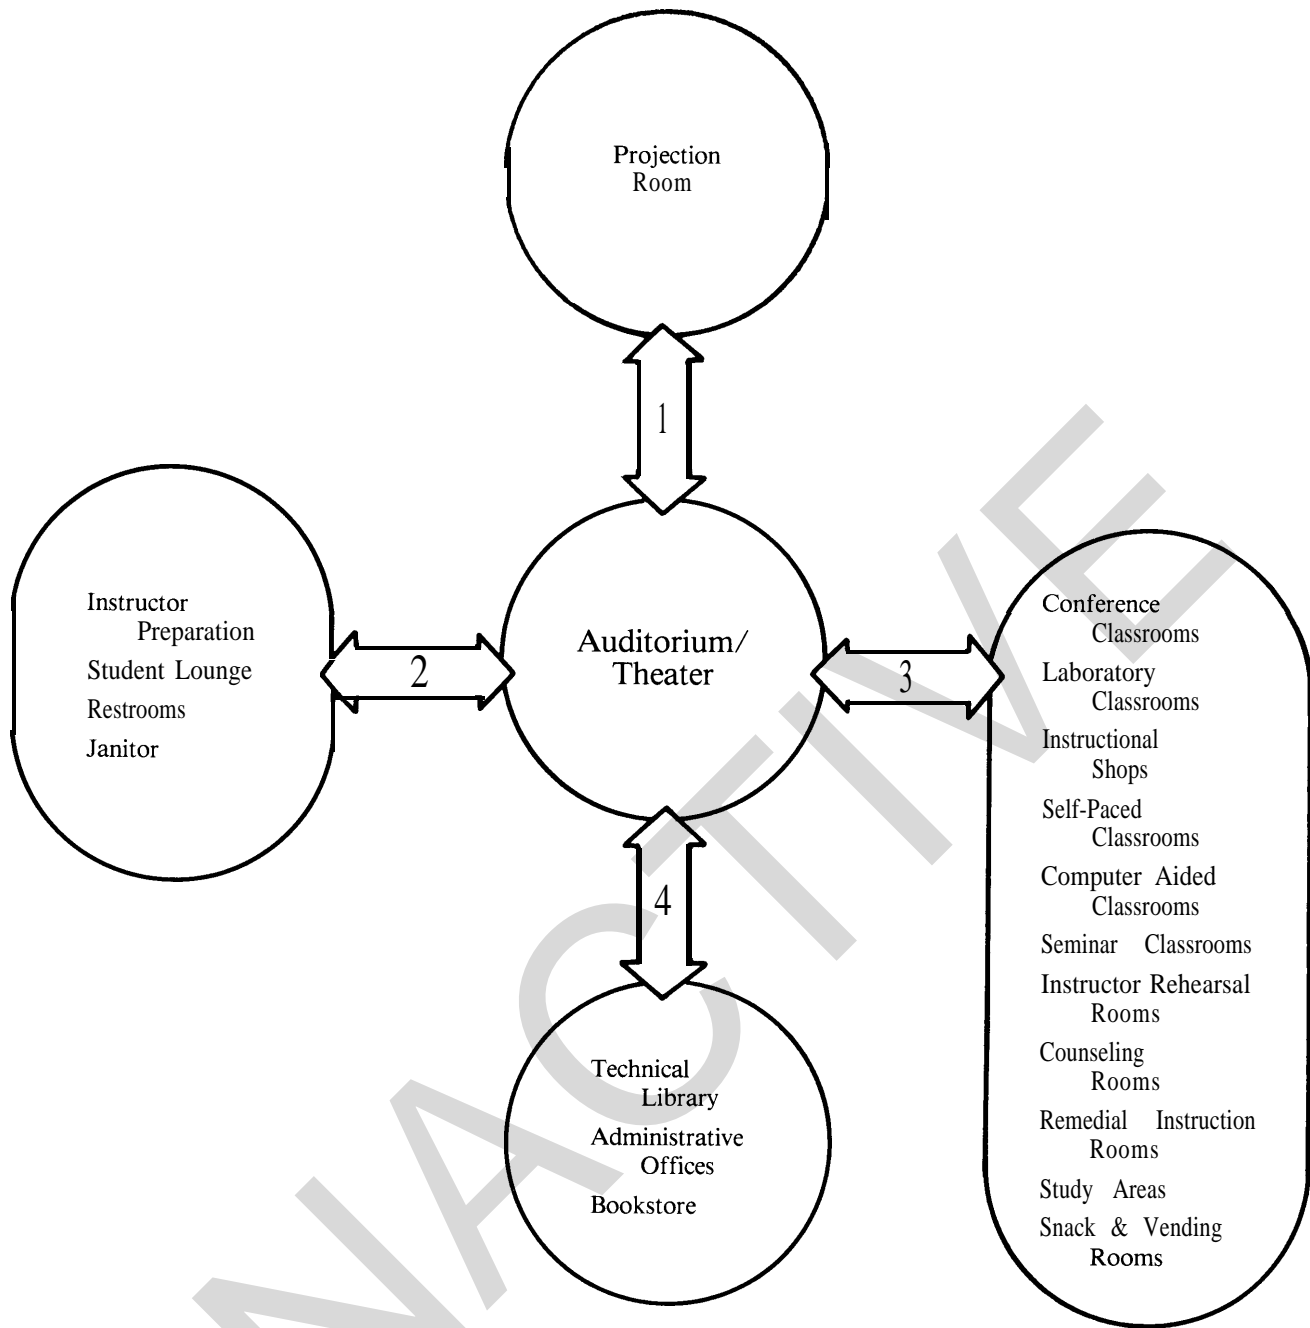 Projection
Room
1
Instructor
Preparation
Student Lounge
Restrooms
Janitor
2
Auditorium/
Theater
3
Conference
Classrooms
Laboratory
Classrooms
Instructional
Shops
Self-Paced
Classrooms
Computer Aided
Classrooms
Seminar Classrooms
Instructor Rehearsal
Rooms
Counseling
Rooms
Remedial Instruction
Rooms
Study Areas
Snack & Vending
Rooms
4
Technical
Library
Administrative
Offices
Bookstore
NACTIVE